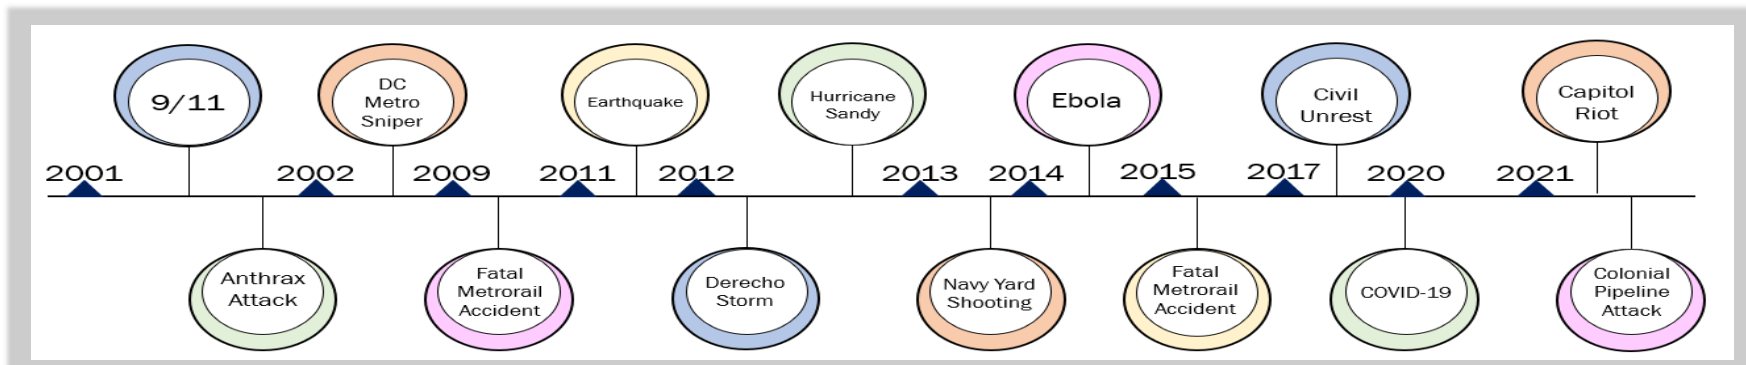 9/11
DC
Metro
Sniper
Earthquake
Hurricane
Sandy
Ebola
Civil
Unrest
Capitol
Riot
2001
2002
2009
2011
2012
2013
2014
2015
2017
2020
2021
Anthrax
Attack
Fatal
Metrorail
Accident
Derecho
Storm
Navy Yard
Shooting
Fatal
Metrorail
Accident
COVID-19
Colonial
Pipeline
Attack